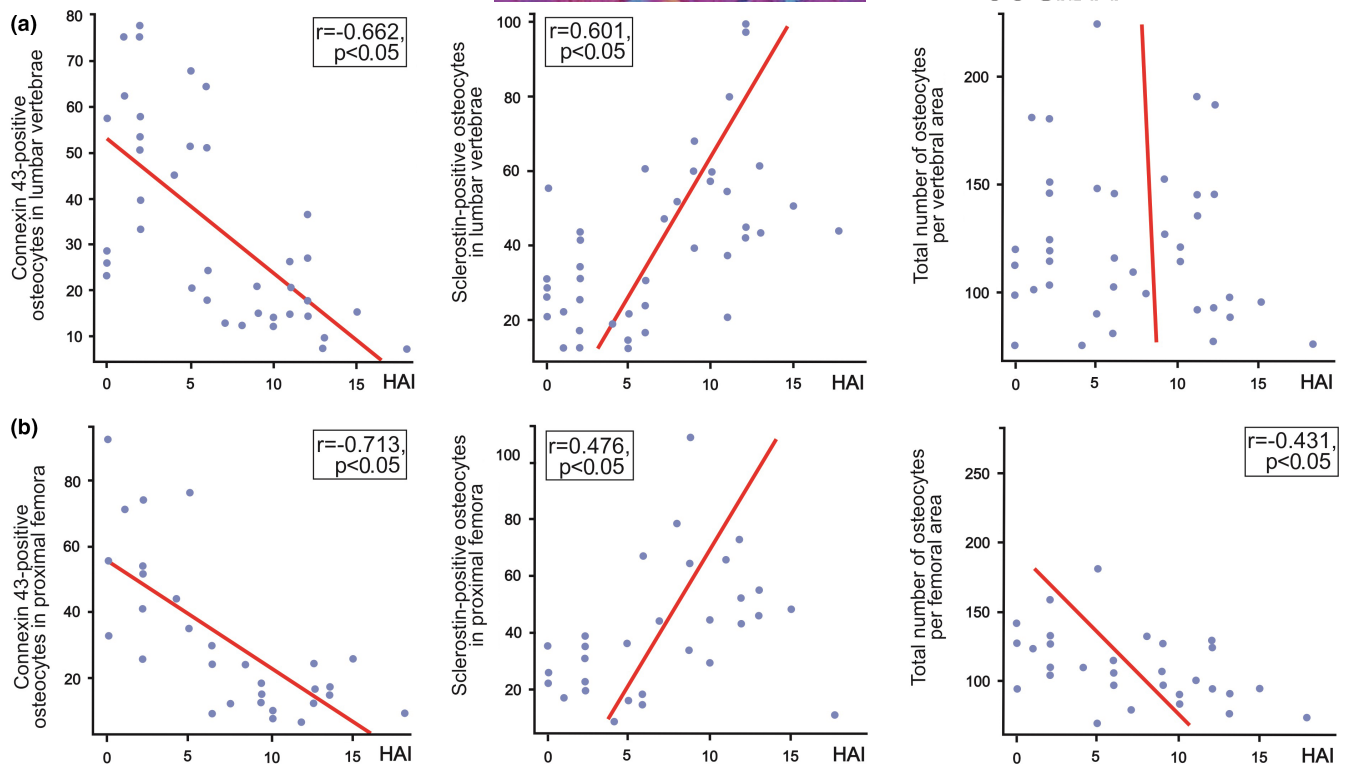 (a)
Connexin 43-positive
osteocytes in lumbar vertebrae
80
70
60
50
40
30
20
10
r=-0.662,
p<0.05
0 5 10 15 HAI
Sclerostin-positive osteocytes
in lumbar vertebrae
100
80
60
40
20
r=0.601,
p<0.05
0 5 10 15 HAI
Total number of osteocytes
per vertebral area
200
150
100
0 5 10 15 HAI
(b)
Connexin 43-positive
osteocytes in proximal femora
80
60
40
20
r=-0.713,
p<0.05
0 5 10 15 HAI
Sclerostin-positive osteocytes
in proximal femora
100
80
60
40
20
r=0.476,
p<0.05
0 5 10 15 HAI
Total number of osteocytes
per femoral area
250
200
150
100
r=-0.431,
p<0.05
0 5 10 15 HAI